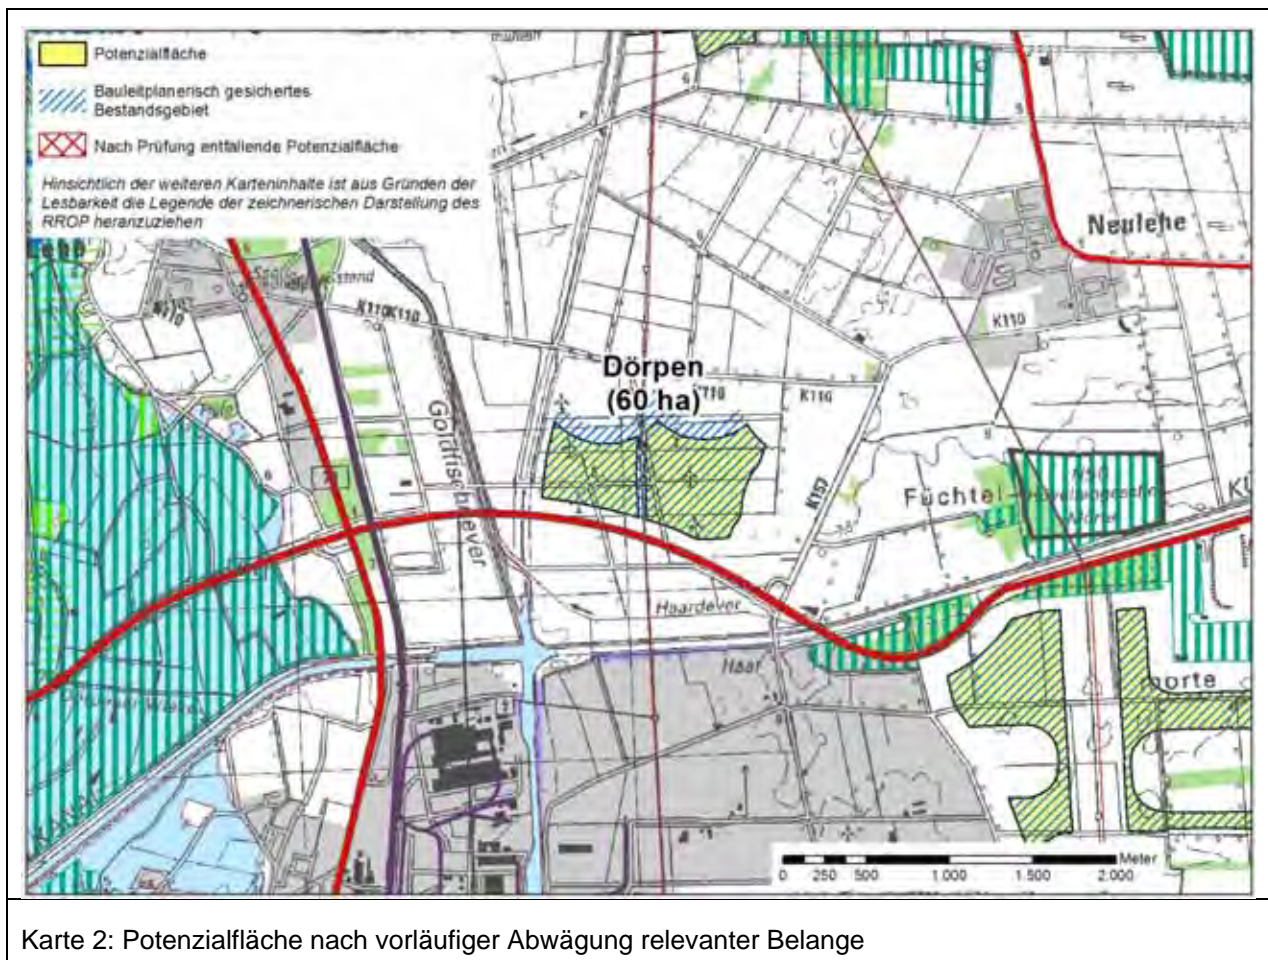 Potenzialfläche
Bauleitplanerisch gesichertes
Bestandsgebiet
Nach Prüfung entfallende Potenzialfläche
Hinsichtlich der weiteren Karteninhalte ist aus Gründen der
Lesbarkeit die Legende der zeichnerischen Darstellung des
RROP heranzuziehen
Neulehe
K110
K110K110
Dörpen
(60 ha)
K110
K157
Goldfischdever
Füchtel
Haardever
Haar
Meter
0 250 500 1.000 1.500 2.000
Karte 2: Potenzialfläche nach vorläufiger Abwägung relevanter Belange